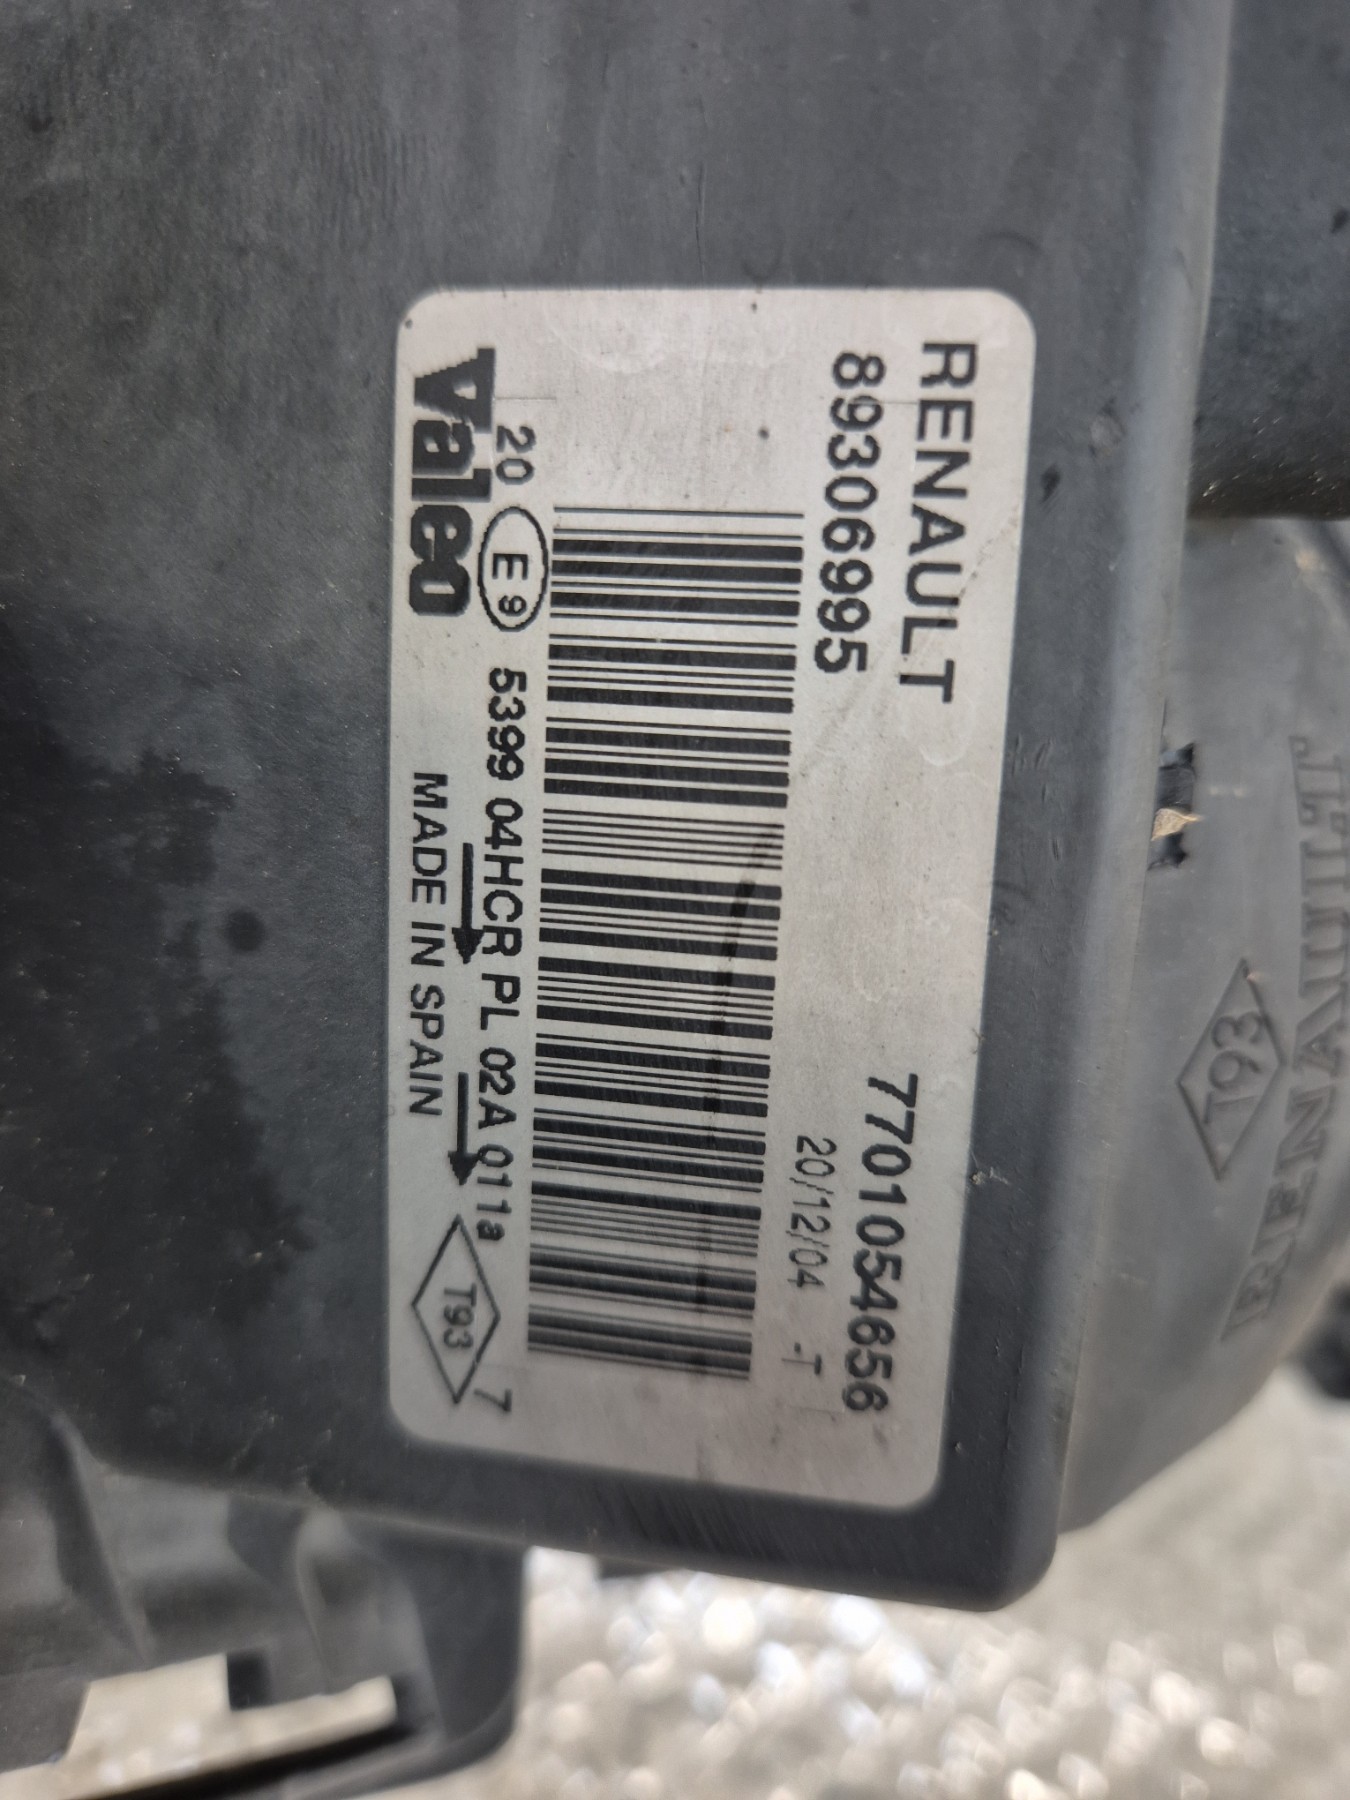 RENAULT
89306995
7701054656
20/12/04 -T
20 E9 5399 04HCR PL 02A 011a
7
T93
Valeo
MADE IN SPAIN
RENAULT
T93